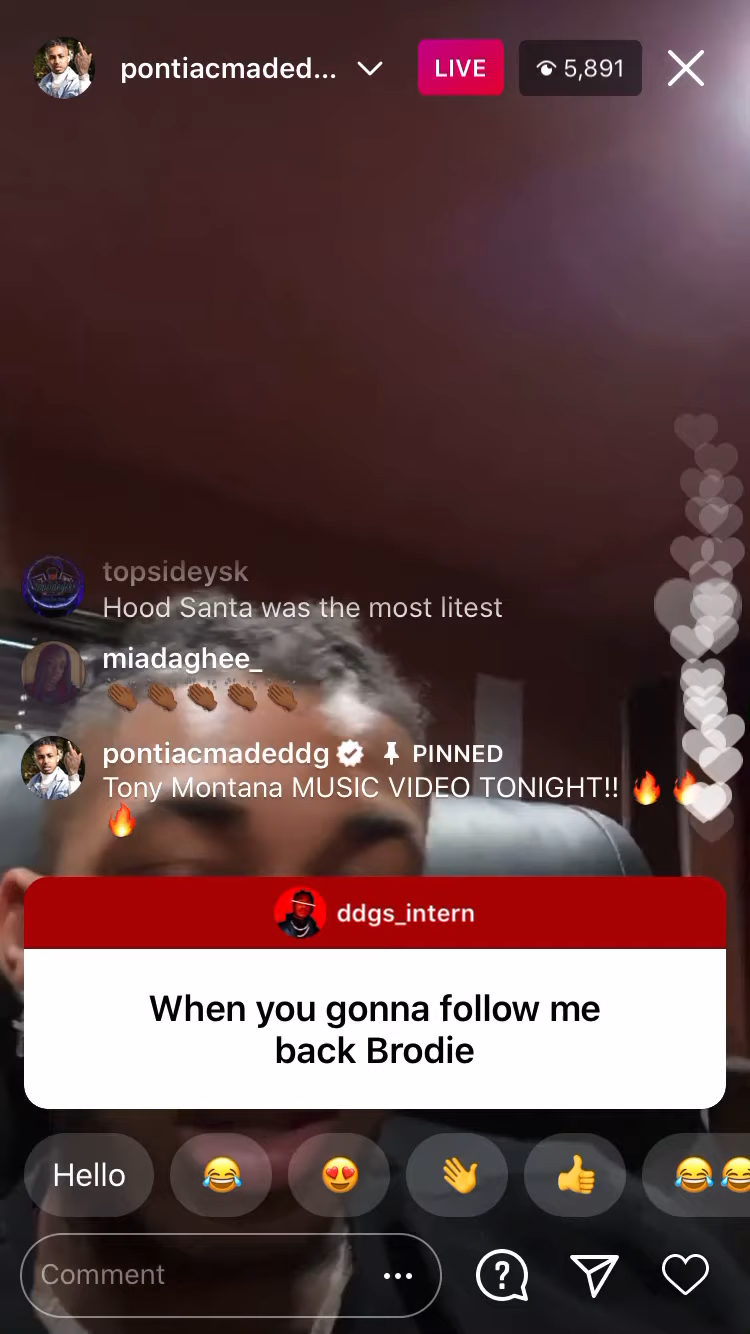 pontiacmaded...
LIVE
5,891
topsideysk
Hood Santa was the most litest
miadaghee_
👏🏾👏🏾👏🏾👏🏾👏🏾
pontiacmadeddg PINNED
Tony Montana MUSIC VIDEO TONIGHT!! 🔥🔥
🔥
ddgs_intern
When you gonna follow me
back Brodie
Hello 😂 😍 👋 👍 😂😂
Comment